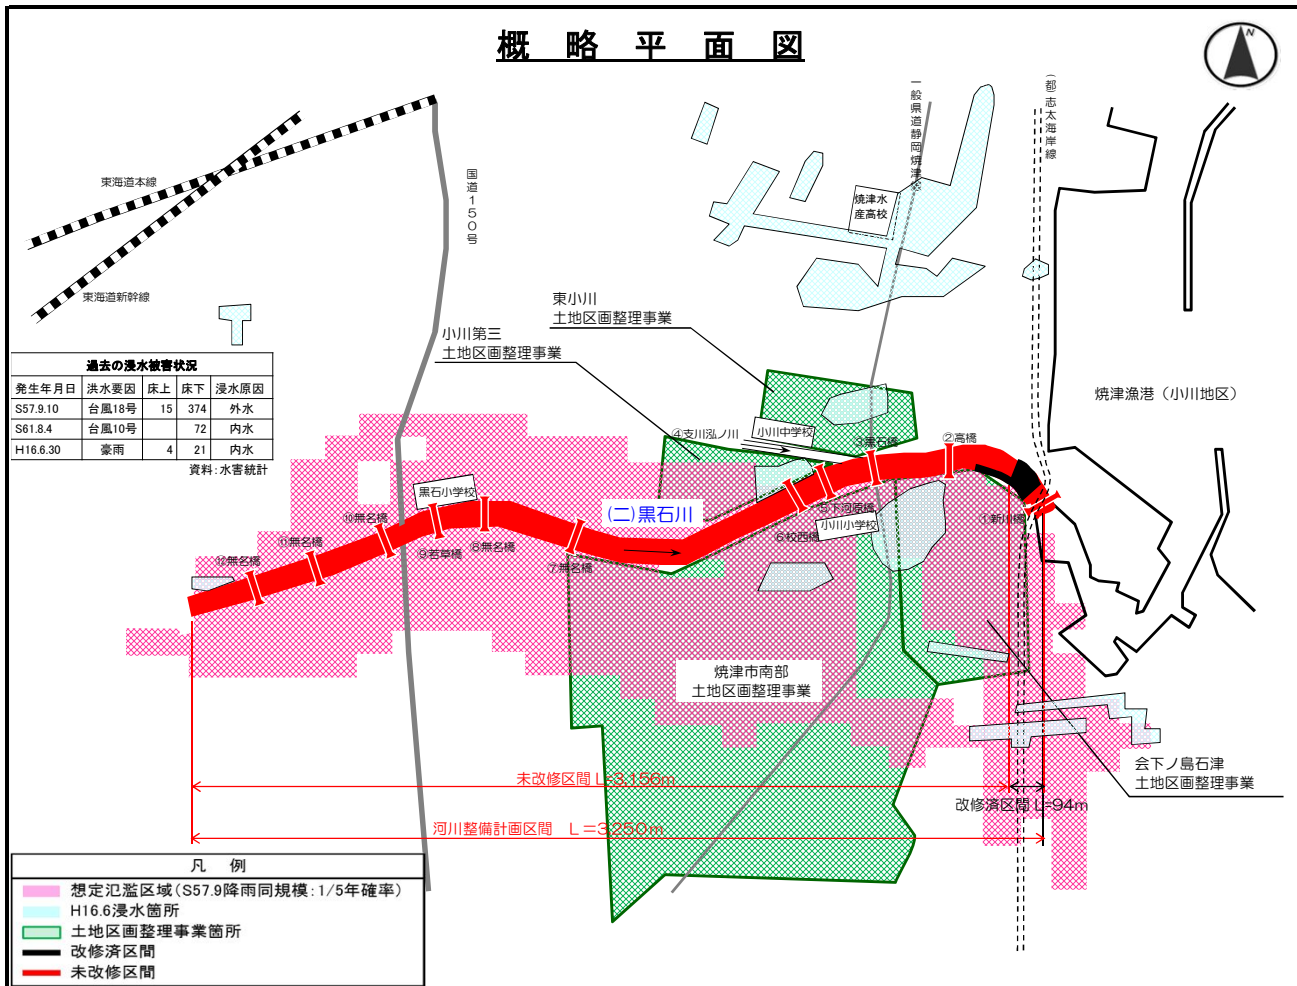 概略平面図
N
東海道本線
東海道新幹線
国道150号
一般県道静岡焼津線
(都)志太海岸線
焼津水
産高校
東小川
土地区画整理事業
小川第三
土地区画整理事業
焼津漁港（小川地区）
過去の浸水被害状況
発生年月日 洪水要因 床上 床下 浸水原因
S57.9.10 台風18号 15 374 外水
S61.8.4 台風10号 72 内水
H16.6.30 豪雨 4 21 内水
資料：水害統計
④支川泓ノ川
小川中学校
③黒石橋
②高橋
①新川橋
黒石小学校
(二)黒石川
⑤下河原橋
小川小学校
⑥校西橋
⑦無名橋
⑧無名橋
⑨若草橋
⑩無名橋
⑪無名橋
⑫無名橋
焼津市南部
土地区画整理事業
会下ノ島石津
土地区画整理事業
未改修区間 L=3,156m
改修済区間 L=94m
河川整備計画区間 L＝3,250m
凡 例
想定氾濫区域（S57.9降雨同規模：1/5年確率）
H16.6浸水箇所
土地区画整理事業箇所
改修済区間
未改修区間